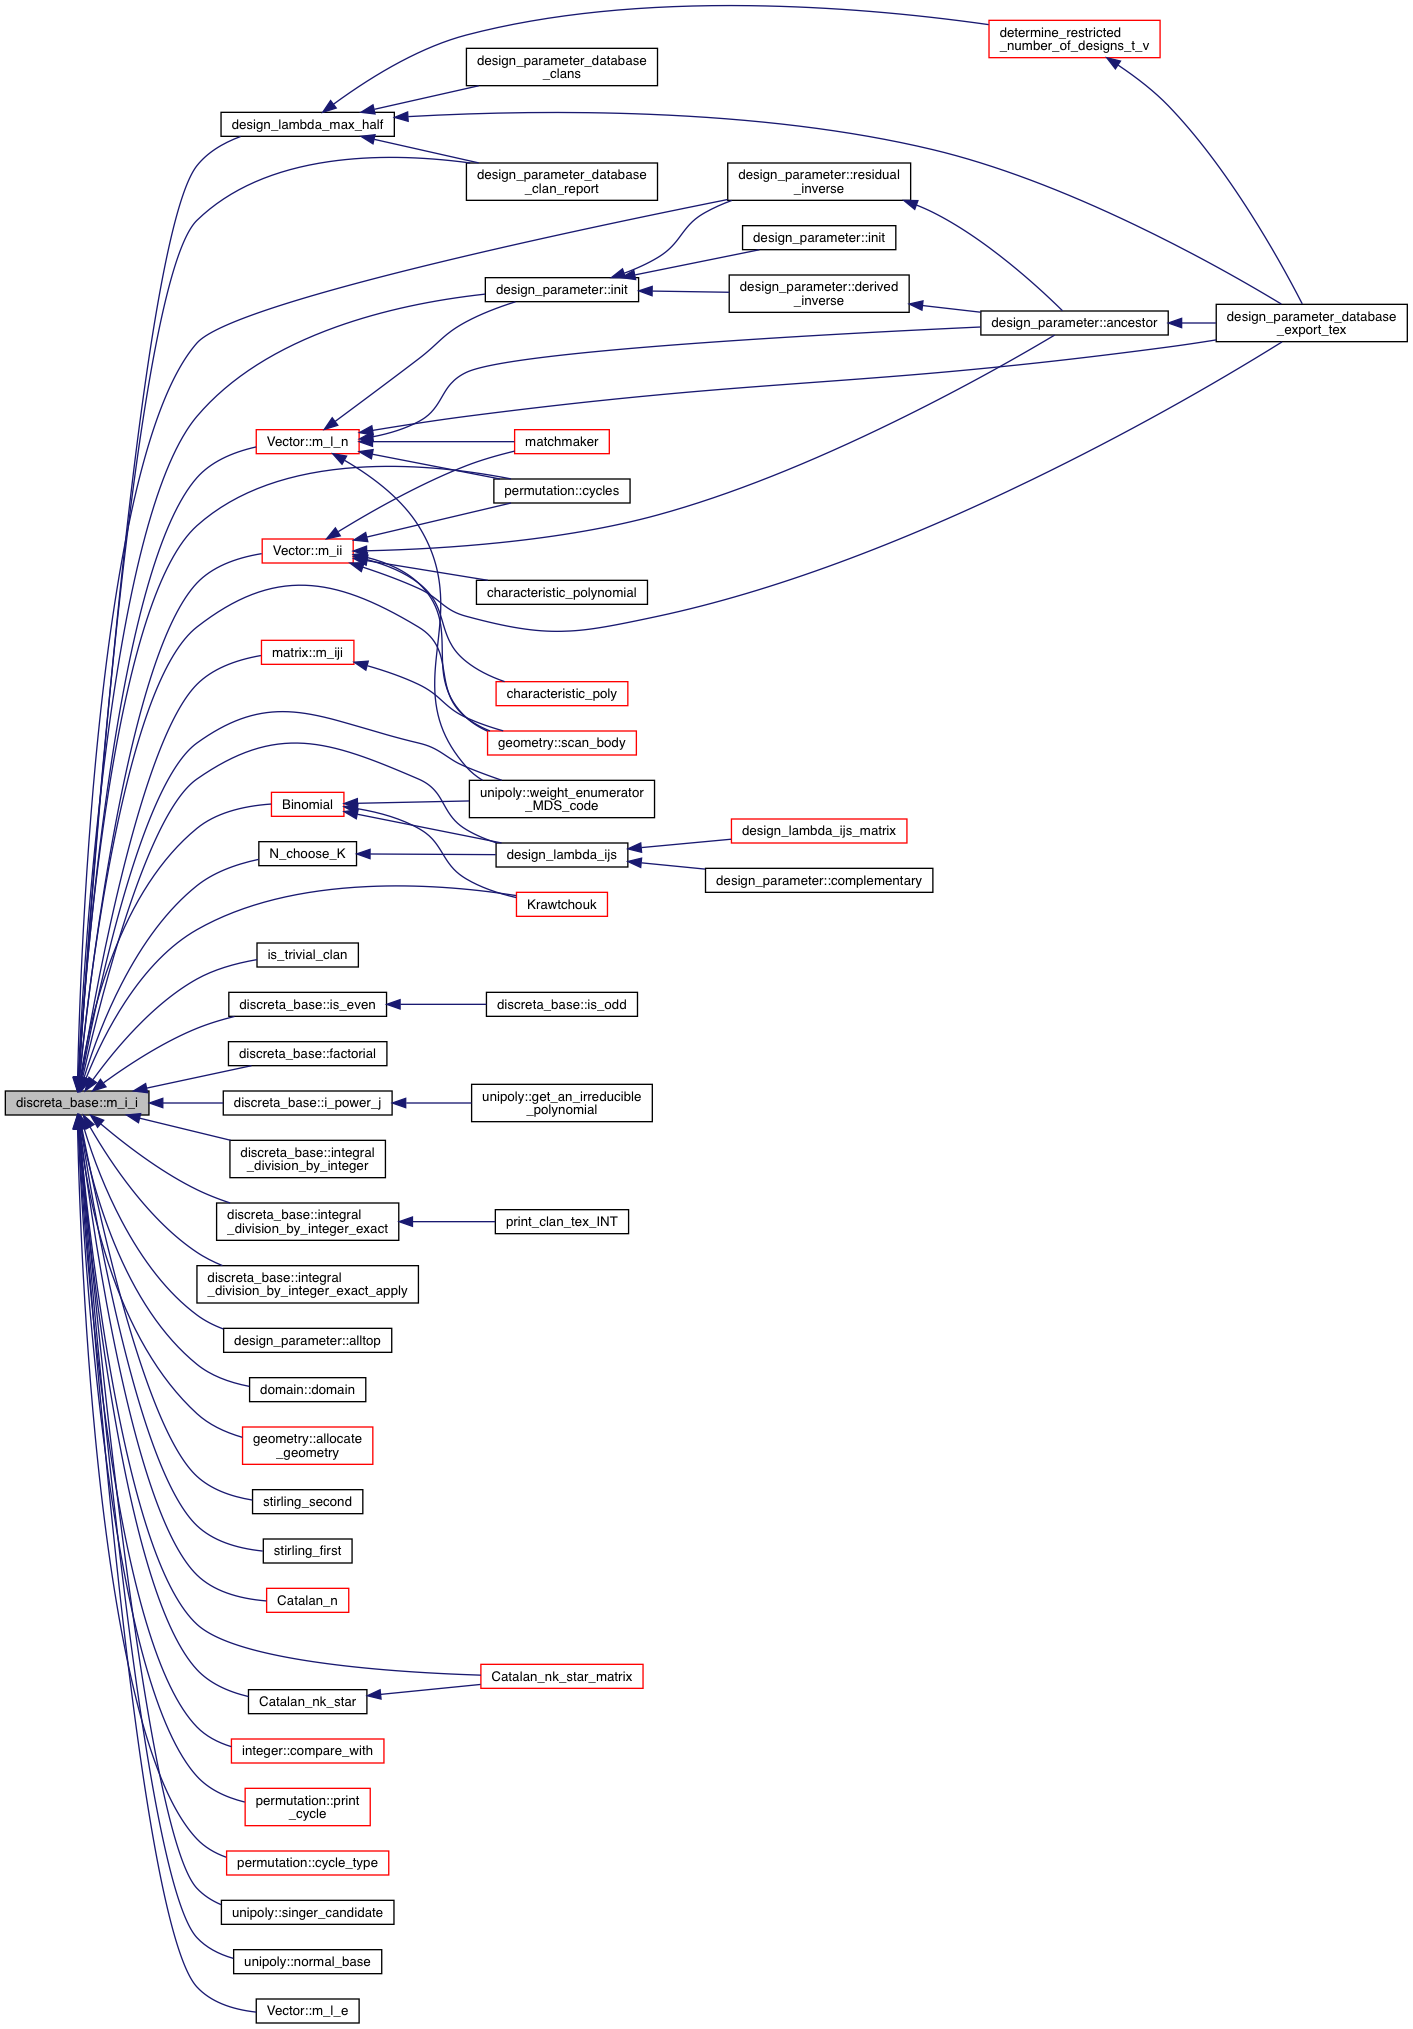 determine_restricted
_number_of_designs_t_v
design_parameter_database
_clans
design_lambda_max_half
design_parameter_database
_clan_report
design_parameter::residual
_inverse
design_parameter::init
design_parameter::init
design_parameter::derived
_inverse
design_parameter::ancestor
design_parameter_database
_export_tex
Vector::m_l_n
matchmaker
permutation::cycles
Vector::m_ii
characteristic_polynomial
matrix::m_iji
characteristic_poly
geometry::scan_body
unipoly::weight_enumerator
_MDS_code
Binomial
design_lambda_ijs_matrix
N_choose_K
design_lambda_ijs
design_parameter::complementary
Krawtchouk
is_trivial_clan
discreta_base::is_even
discreta_base::is_odd
discreta_base::factorial
discreta_base::m_i_i
discreta_base::i_power_j
unipoly::get_an_irreducible
_polynomial
discreta_base::integral
_division_by_integer
discreta_base::integral
_division_by_integer_exact
print_clan_tex_INT
discreta_base::integral
_division_by_integer_exact_apply
design_parameter::alltop
domain::domain
geometry::allocate
_geometry
stirling_second
stirling_first
Catalan_n
Catalan_nk_star_matrix
Catalan_nk_star
integer::compare_with
permutation::print
_cycle
permutation::cycle_type
unipoly::singer_candidate
unipoly::normal_base
Vector::m_l_e